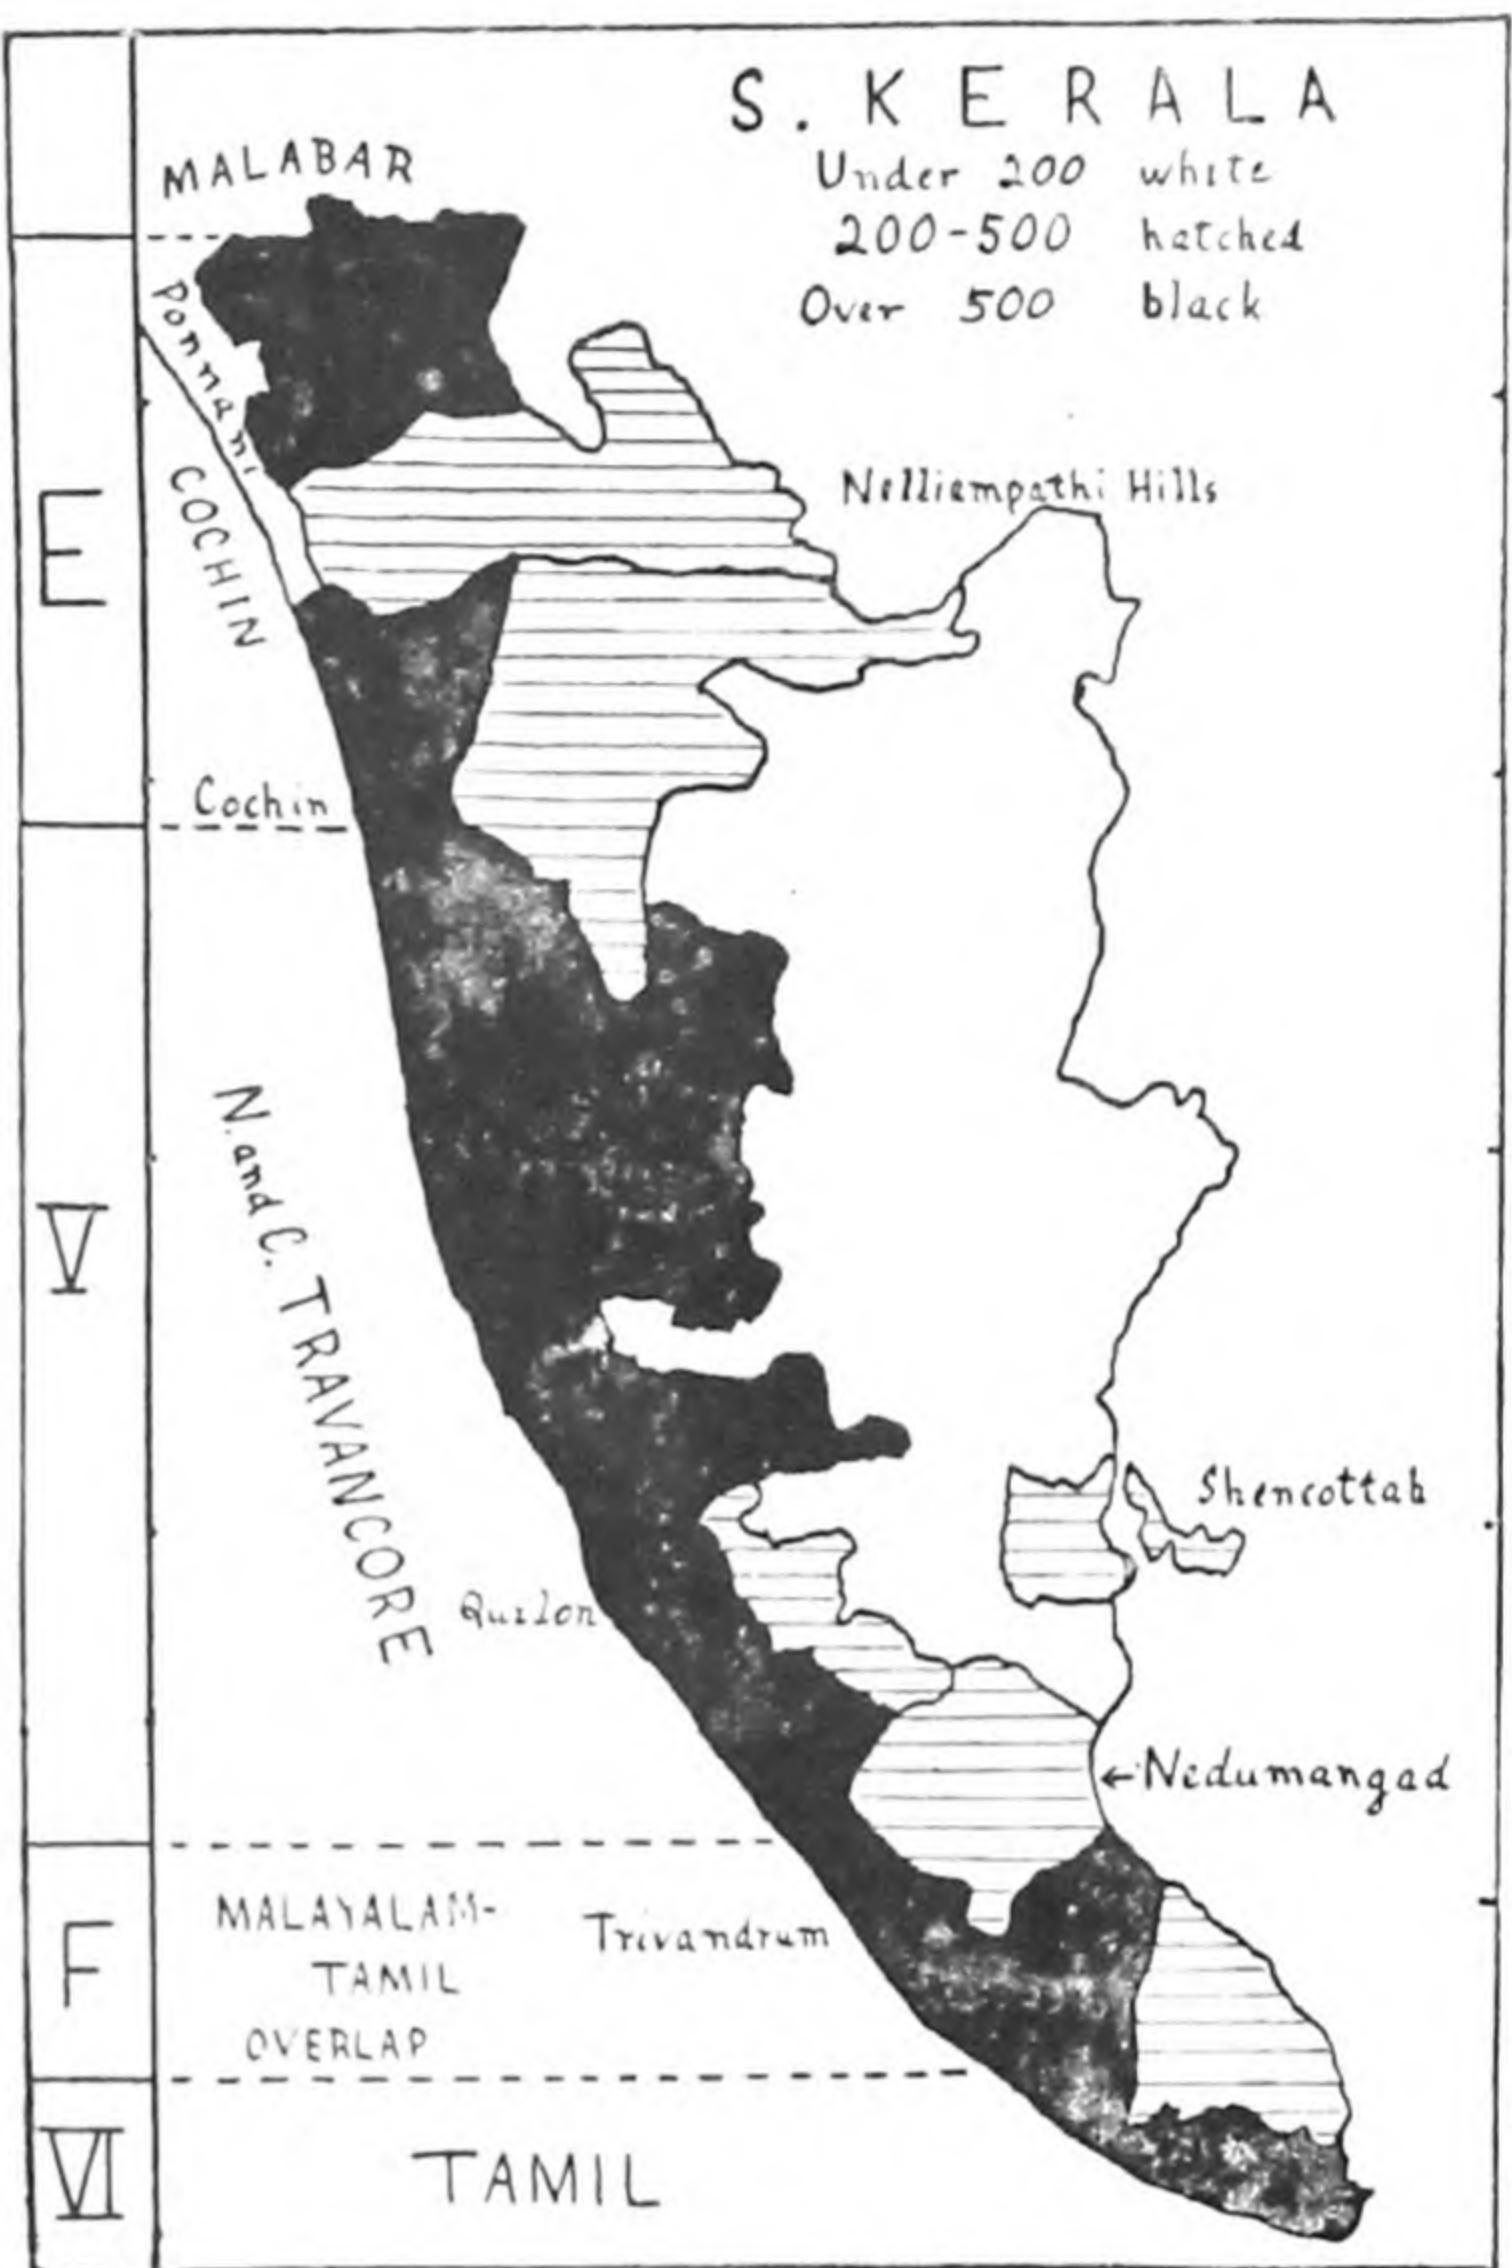 S. KERALA
Under 200 white
200-500 hatched
Over 500 black
MALABAR
Ponnani
E
COCHIN
Nelliempathi Hills
Cochin
V
N. and C. TRAVANCORE
Shencottah
Quilon
Nedumangad
F
MALAYALAM-
TAMIL
OVERLAP
Trivandrum
VI
TAMIL